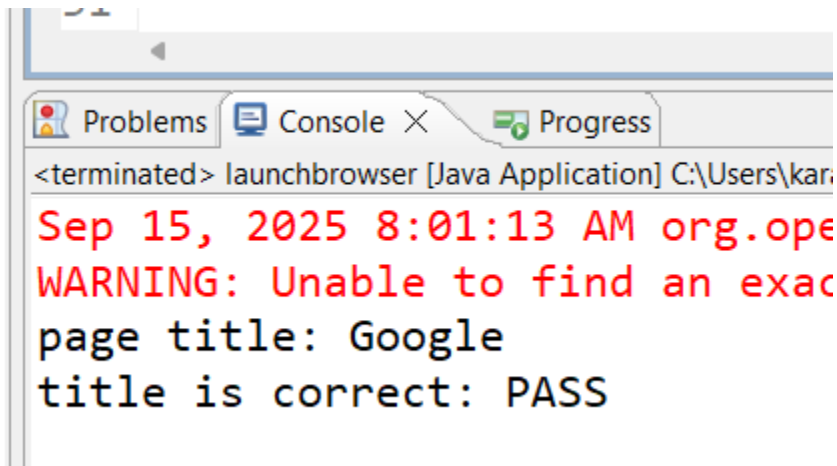 Problems Console Progress
<terminated> launchbrowser [Java Application] C:\Users\kara
Sep 15, 2025 8:01:13 AM org.ope
WARNING: Unable to find an exac
page title: Google
title is correct: PASS